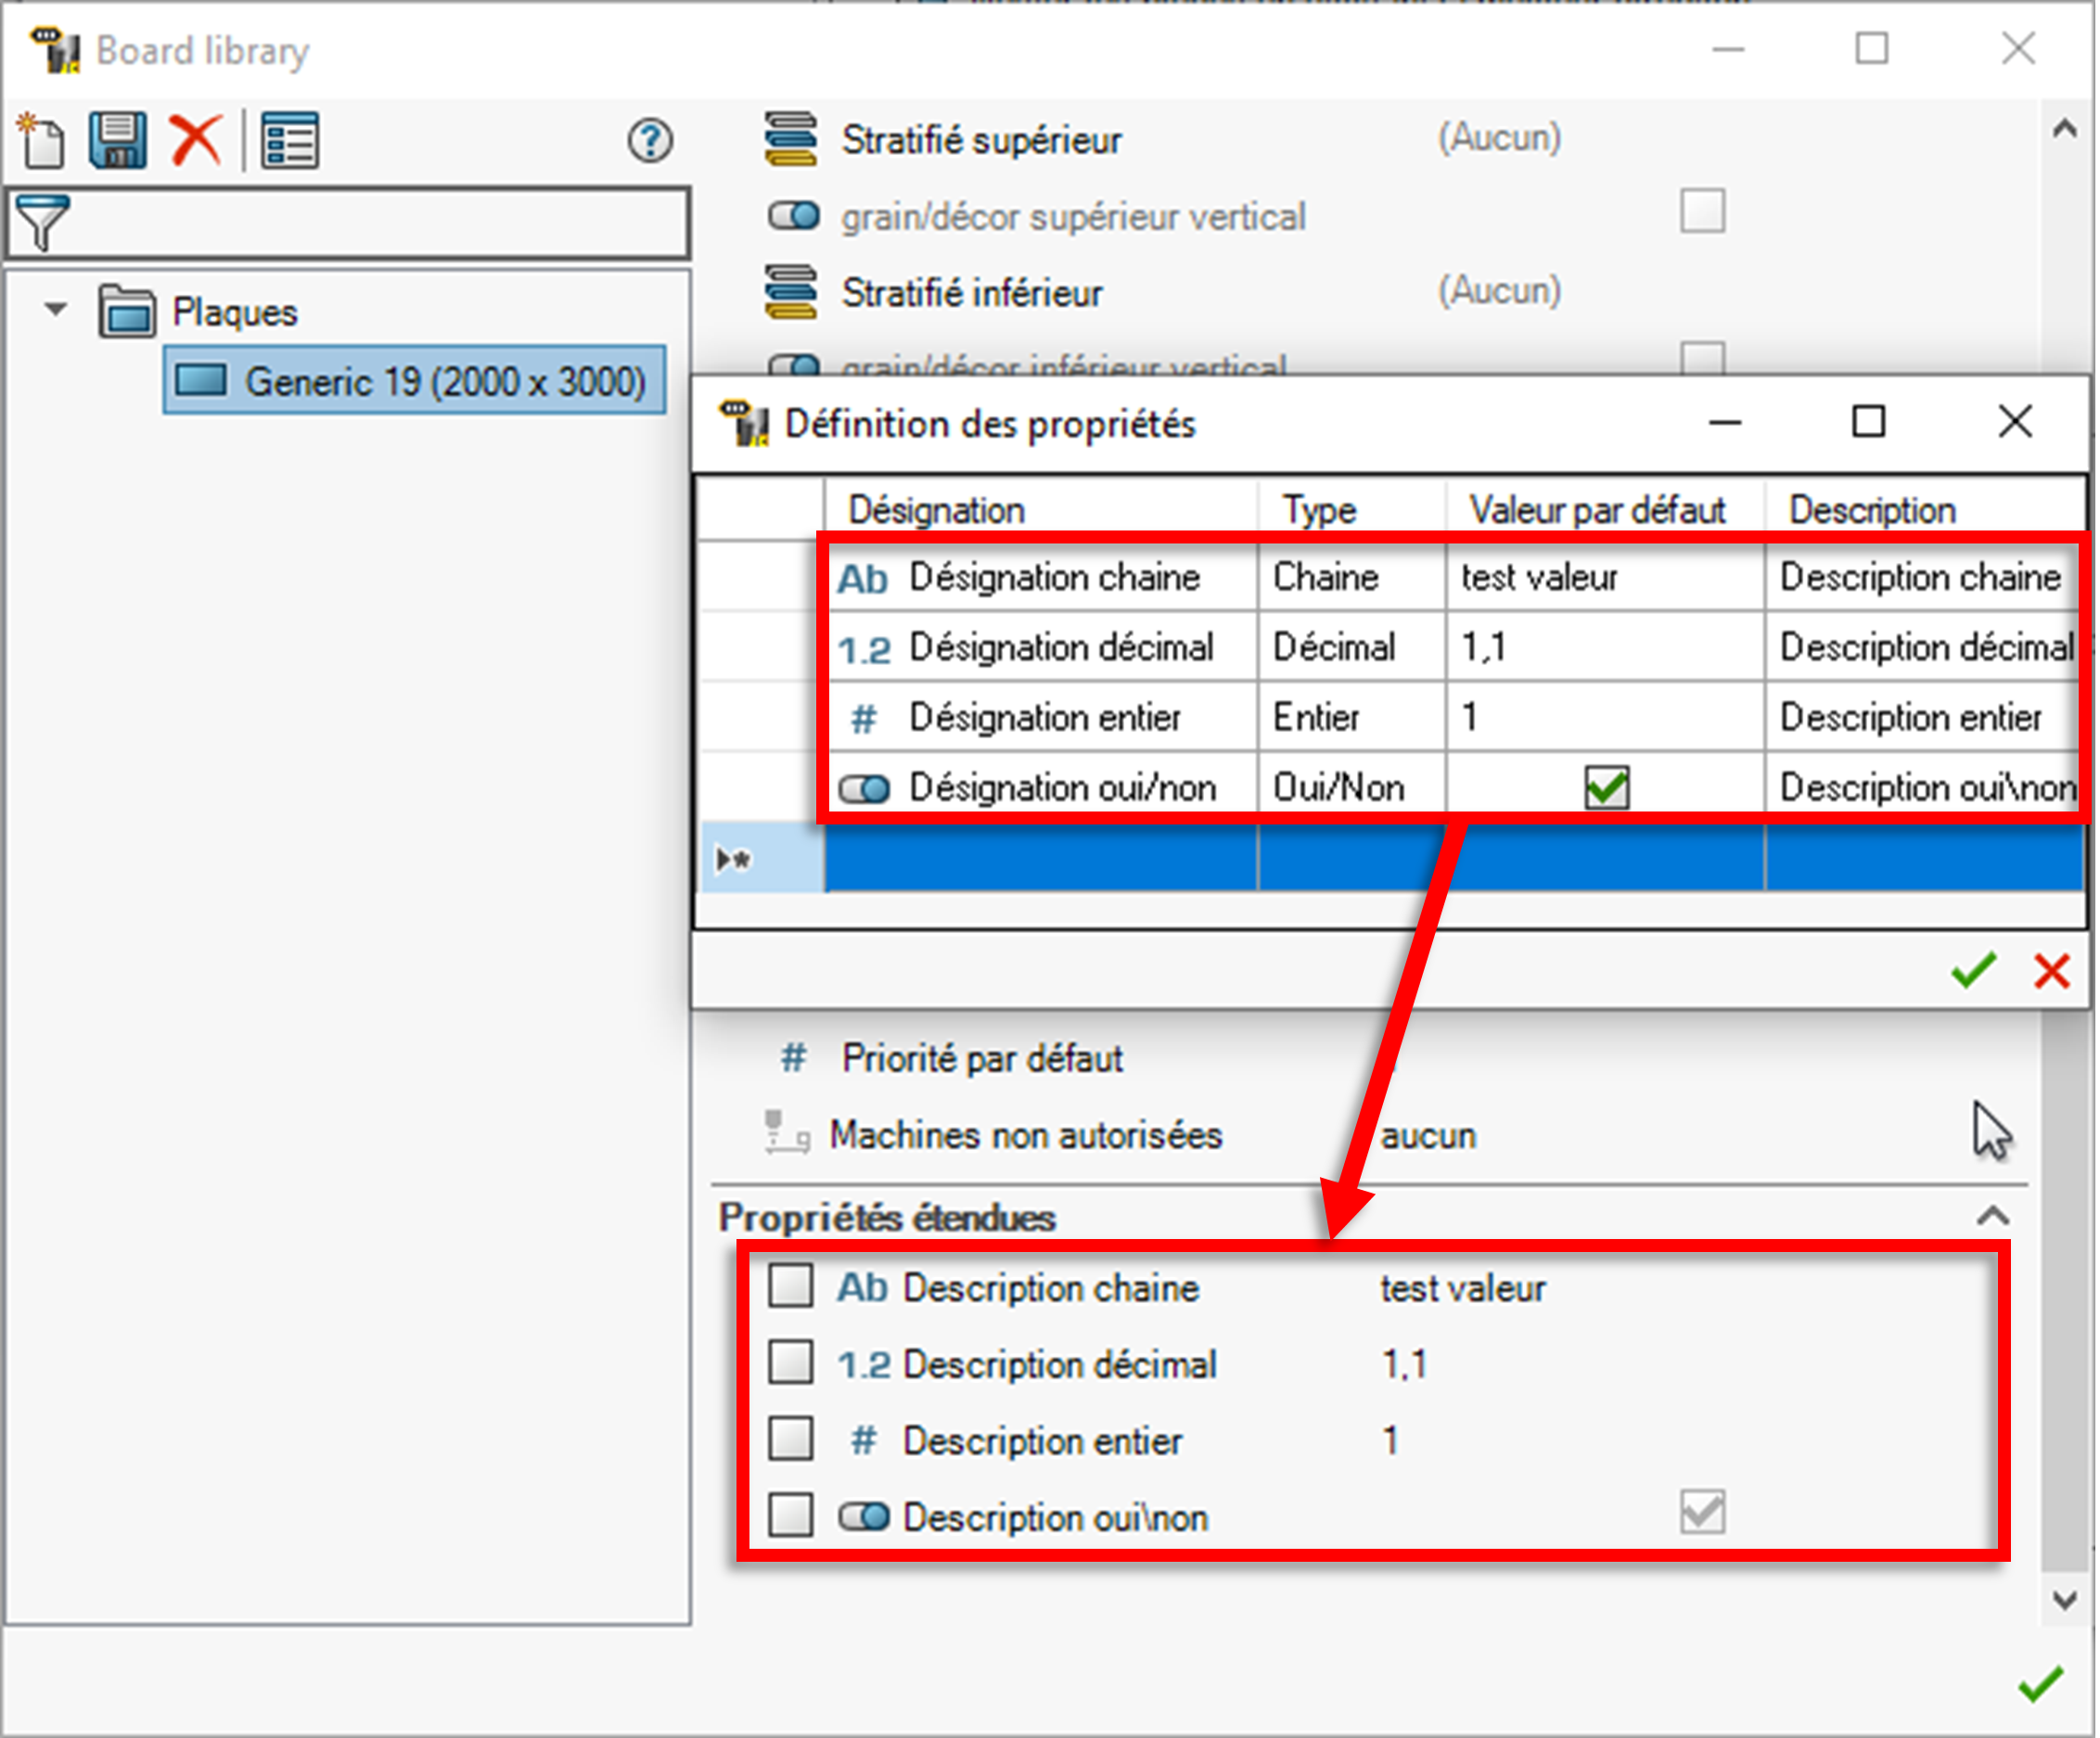 Board library
Stratifié supérieur (Aucun)
grain/décor supérieur vertical
Plaques
Stratifié inférieur (Aucun)
Generic 19 (2000 x 3000)
grain/décor inférieur vertical
Définition des propriétés
Désignation Type Valeur par défaut Description
Ab Désignation chaine Chaine test valeur Description chaine
1.2 Désignation décimal Décimal 1,1 Description décimal
# Désignation entier Entier 1 Description entier
Désignation oui/non Oui/Non Description oui\non
# Priorité par défaut
Machines non autorisées aucun
Propriétés étendues
Ab Description chaine test valeur
1.2 Description décimal 1,1
# Description entier 1
Description oui\non